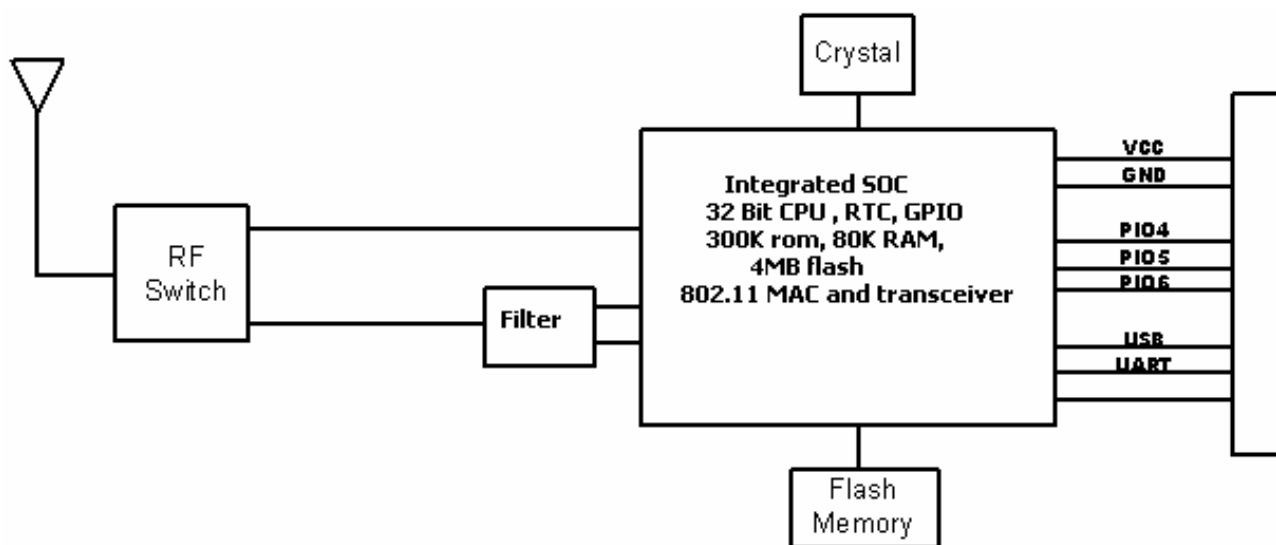 Crystal
RF
Switch
Filter
Integrated SOC
32 Bit CPU , RTC, GPIO
300K rom, 80K RAM,
4MB flash
802.11 MAC and transceiver
VCC
GND
PIO4
PIO5
PIO6
USB
UART
Flash
Memory